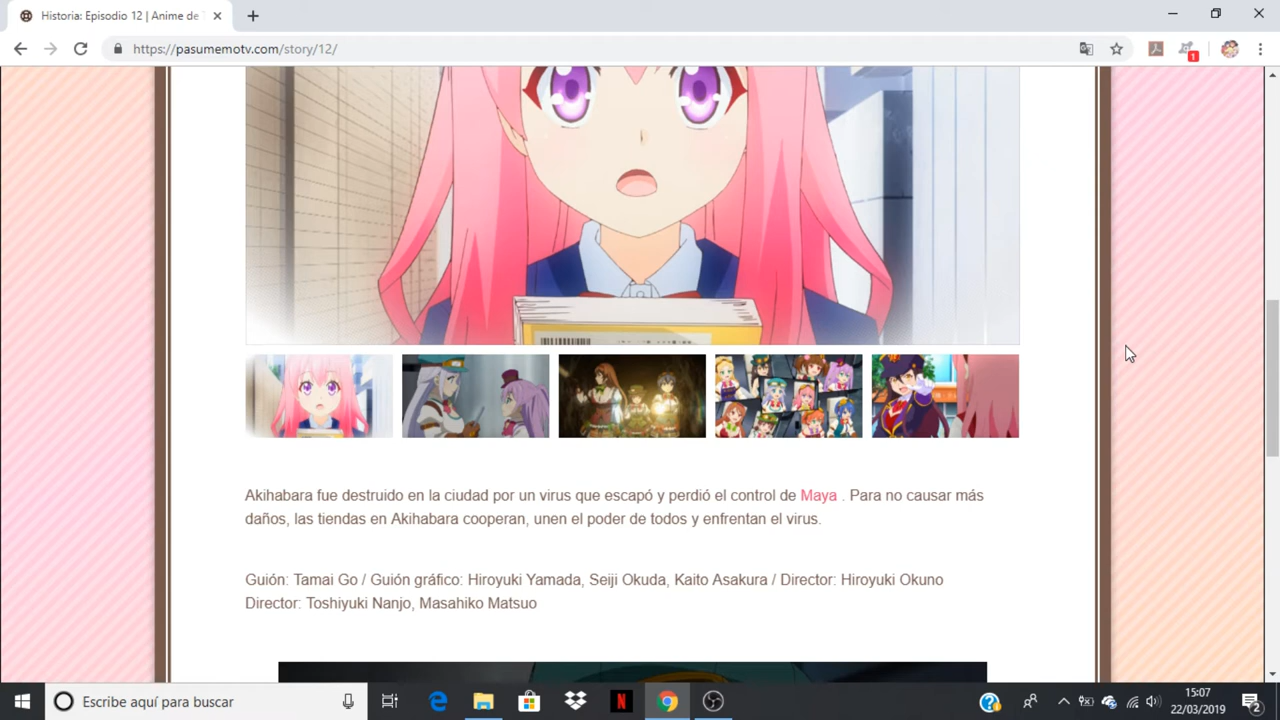 Historia: Episodio 12 | Anime de
https://pasumemotv.com/story/12/
1
Akihabara fue destruido en la ciudad por un virus que escapó y perdió el control de Maya . Para no causar más
daños, las tiendas en Akihabara cooperan, unen el poder de todos y enfrentan el virus.
Guión: Tamai Go / Guión gráfico: Hiroyuki Yamada, Seiji Okuda, Kaito Asakura / Director: Hiroyuki Okuno
Director: Toshiyuki Nanjo, Masahiko Matsuo
Escribe aquí para buscar
15:07
22/03/2019
2